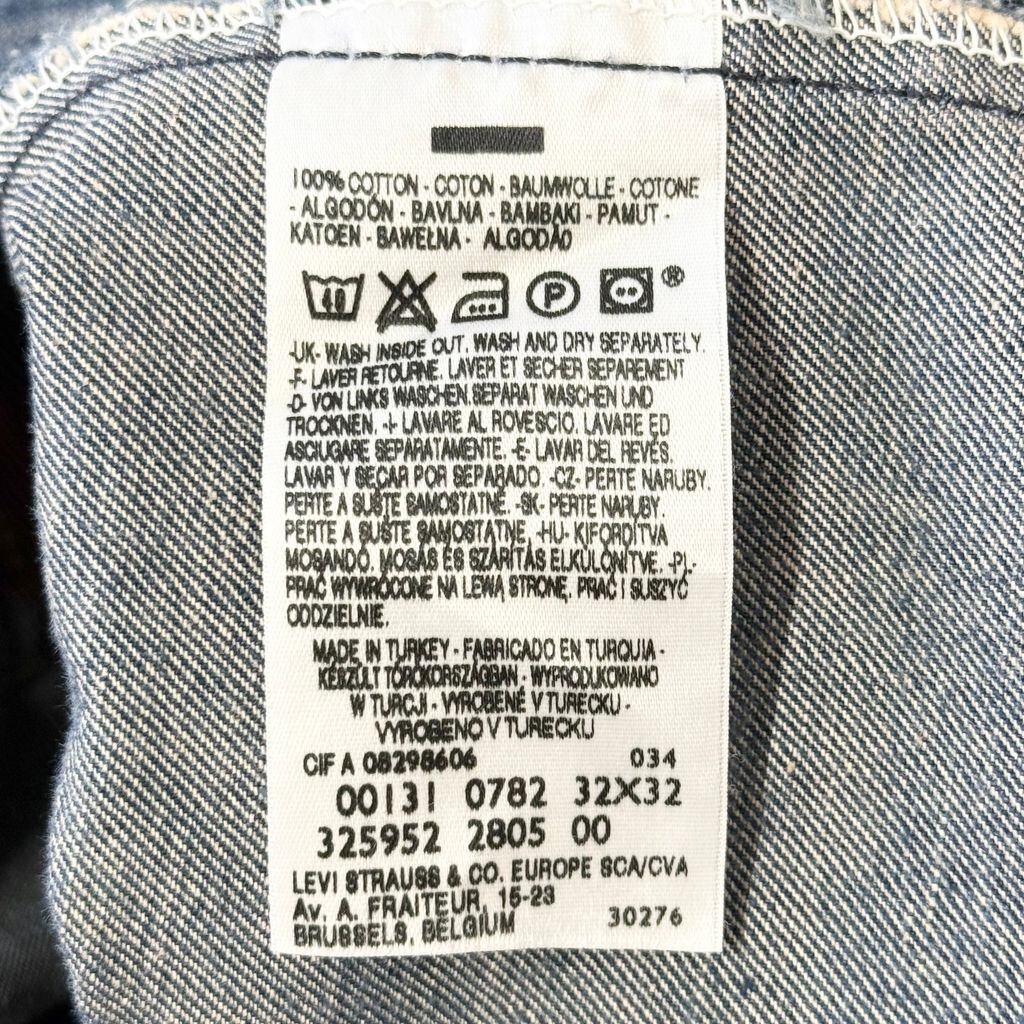 100% COTTON - COTON - BAUMWOLLE - COTONE
- ALGODÓN - BAVLNA - BAMBAKI - PAMUT -
KATOEN - BAWEŁNA - ALGODÃO
40 P ®
-UK- WASH INSIDE OUT. WASH AND DRY SEPARATELY.
-F- LAVER RETOURNE. LAVER ET SECHER SEPAREMENT
-D- VON LINKS WASCHEN.SEPARAT WASCHEN UND
TROCKNEN. -I- LAVARE AL ROVESCIO. LAVARE ED
ASCIUGARE SEPARATAMENTE. -E- LAVAR DEL REVÉS.
LAVAR Y SECAR POR SEPARADO. -CZ- PERTE NARUBY.
PERTE A SUŠTE SAMOSTATNĚ. -SK- PERTE NARUBY.
PERTE A SUŠTE SAMOSTATNE. -HU- KIFORDÍTVA
MOSANDÓ. MOSÁS ÉS SZÁRÍTÁS ELKÜLÖNÍTVE. -PL-
PRAĆ WYWRÓCONE NA LEWĄ STRONĘ. PRAĆ I SUSZYĆ
ODDZIELNIE.
MADE IN TURKEY - FABRICADO EN TURQUIA -
KÉSZÜLT TÖRÖKORSZÁGBAN - WYPRODUKOWANO
W TURCJI - VYROBENÉ V TURECKU -
VYROBENO V TURECKU
CIF A 08298606 034
00131 0782 32X32
325952 2805 00
LEVI STRAUSS & CO. EUROPE SCA/CVA
AV. A. FRAITEUR, 15-23
BRUSSELS, BELGIUM 30276